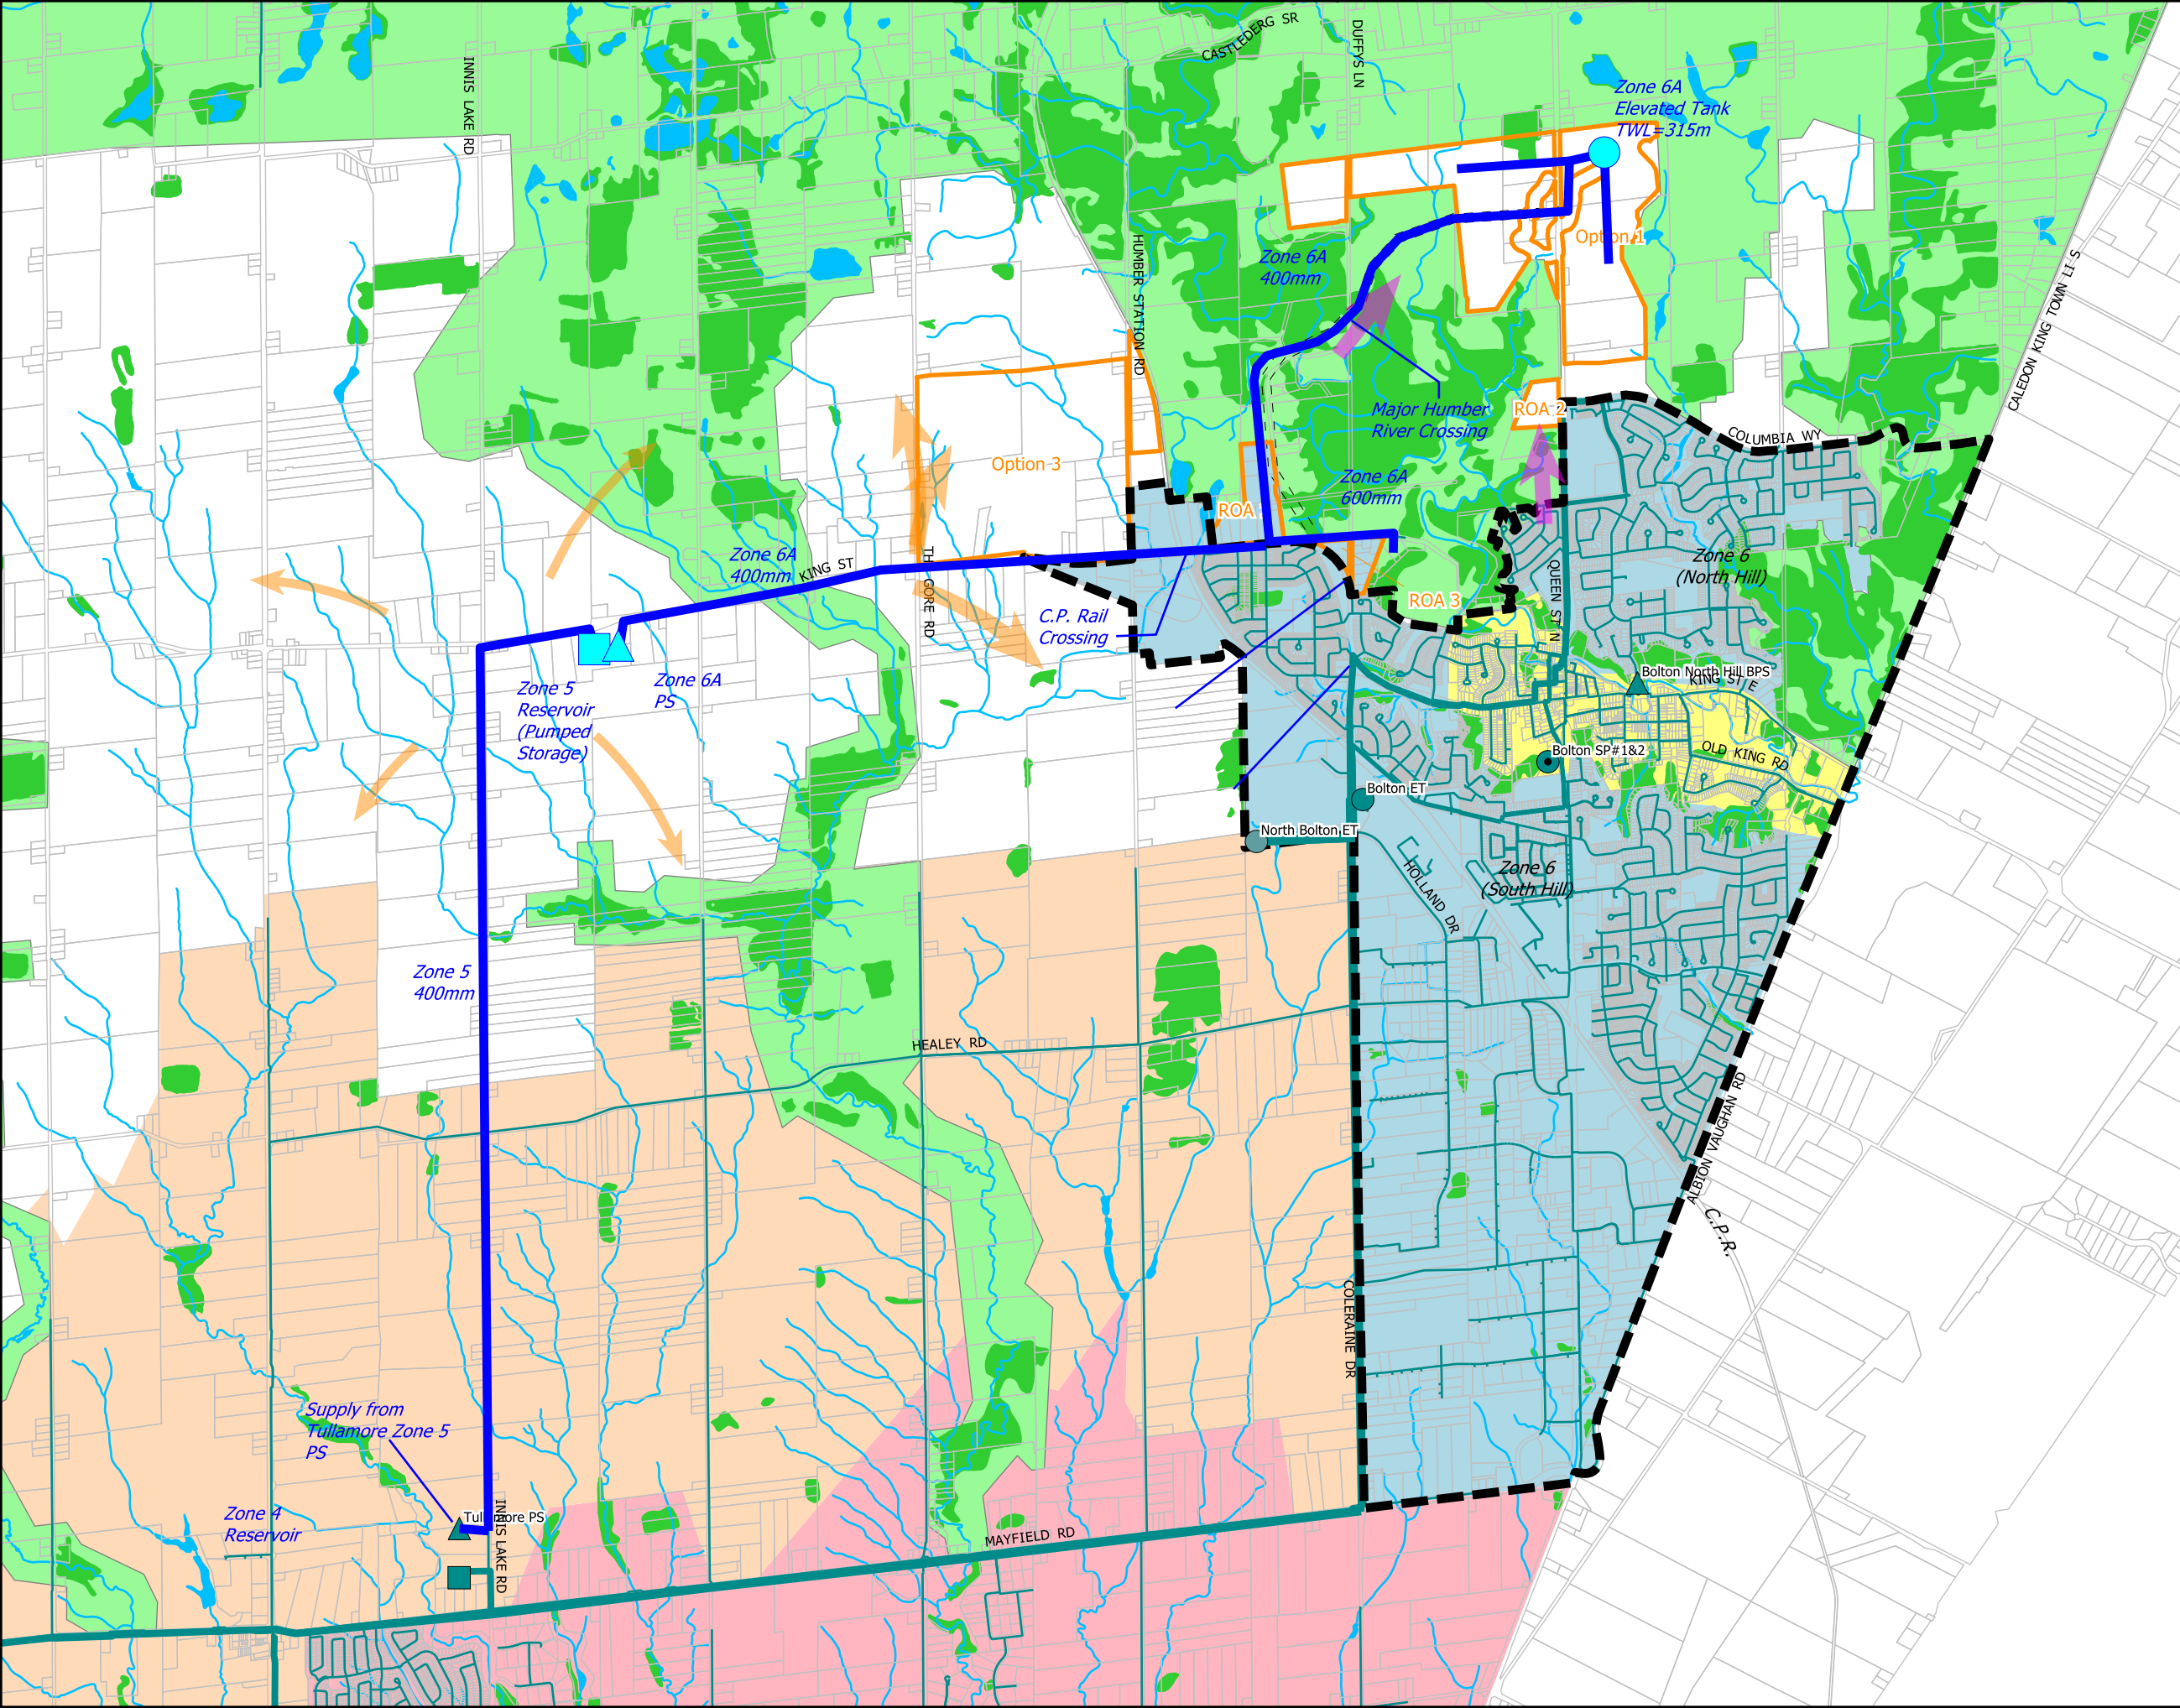 CASTLEDERG SR
DUFFYS LN
INNIS LAKE RD
Zone 6A
Elevated Tank
TWL=315m
HUMBER STATION RD
Option 1
CALEDON KING TOWN LI S
Zone 6A
400mm
Major Humber
River Crossing
ROA 2
COLUMBIA WY
Option 3
Zone 6A
600mm
ROA
Zone 6A
400mm
KING ST
GORE RD
QUEEN ST N
Zone 6
(North Hill)
C.P. Rail
Crossing
ROA 3
Zone 5
Reservoir
(Pumped
Storage)
Zone 6A
PS
Bolton North Hill BPS
KING ST E
OLD KING RD
Bolton SP#1&2
Bolton ET
North Bolton ET
HOLLAND DR
Zone 6
(South Hill)
Zone 5
400mm
HEALEY RD
ALBION VAUGHAN RD
C.P.R.
COLERAINE DR
Supply from
Tullamore Zone 5
PS
Zone 4
Reservoir
Tullamore PS
INNIS LAKE RD
MAYFIELD RD